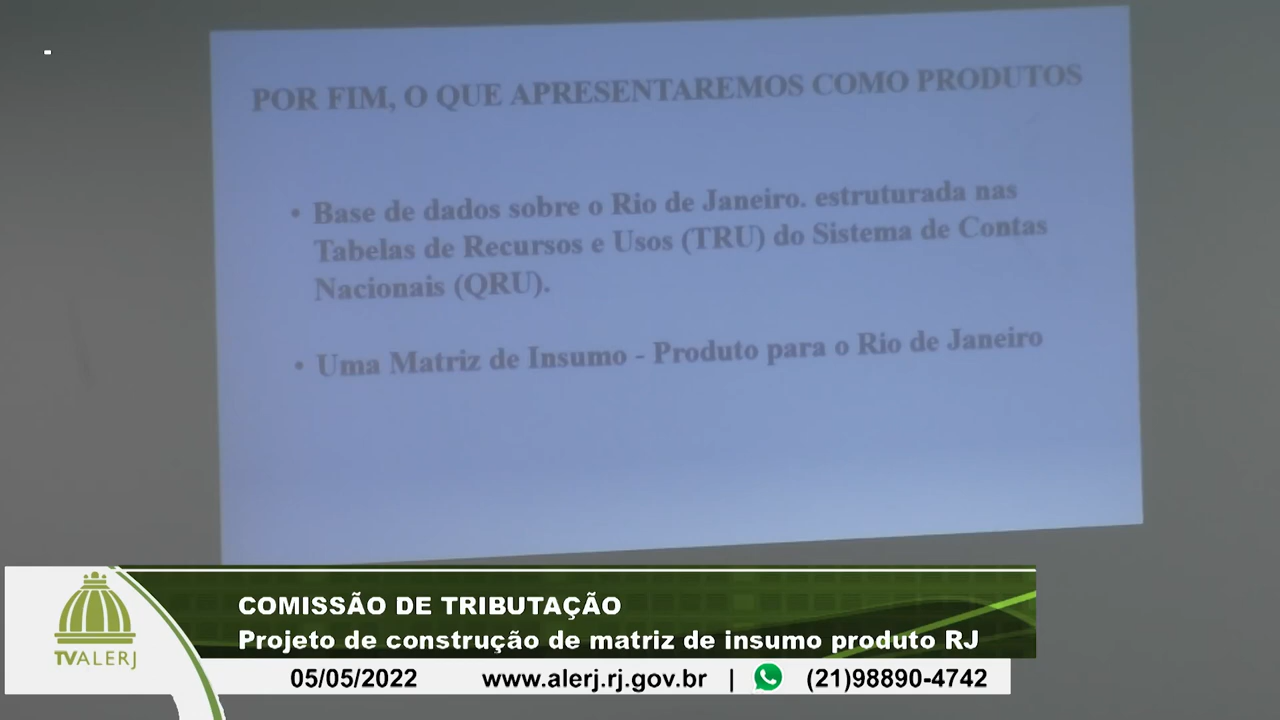 POR FIM, O QUE APRESENTAREMOS COMO PRODUTOS
• Base de dados sobre o Rio de Janeiro. estruturada nas
Tabelas de Recursos e Usos (TRU) do Sistema de Contas
Nacionais (QRU).
• Uma Matriz de Insumo - Produto para o Rio de Janeiro
COMISSÃO DE TRIBUTAÇÃO
Projeto de construção de matriz de insumo produto RJ
TVALERJ
05/05/2022 www.alerj.rj.gov.br | (21)98890-4742